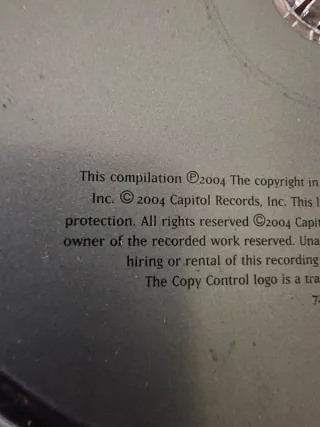 This compilation ℗2004 The copyright in
Inc. ©2004 Capitol Records, Inc. This
protection. All rights reserved ©2004
owner of the recorded work reserved.
hiring or rental of this recording
The Copy Control logo is a